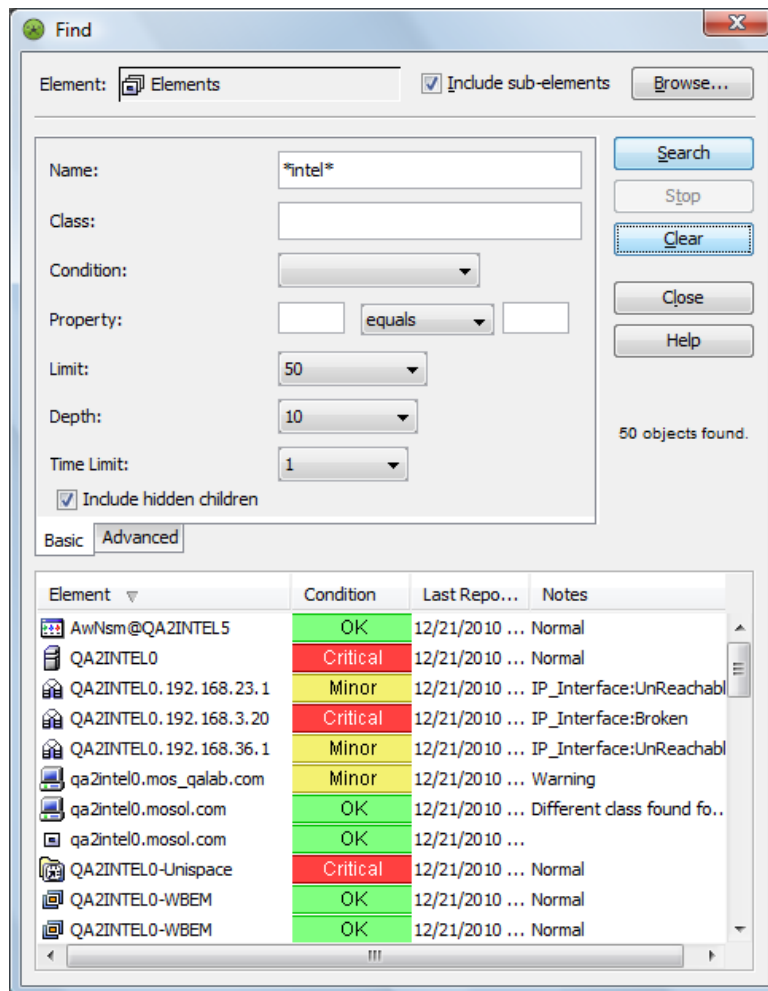 Find
Element: Elements Include sub-elements Browse...
Name: *intel* Search
Stop
Class:
Clear
Condition:
Close
Property: equals
Help
Limit: 50
Depth: 10
50 objects found.
Time Limit: 1
Include hidden children
Basic Advanced
Element Condition Last Repo... Notes
AwNsm@QA2INTEL5 OK 12/21/2010 ... Normal
QA2INTEL0 Critical 12/21/2010 ... Normal
QA2INTEL0.192.168.23.1 Minor 12/21/2010 ... IP_Interface:UnReachabl
QA2INTEL0.192.168.3.20 Critical 12/21/2010 ... IP_Interface:Broken
QA2INTEL0.192.168.36.1 Minor 12/21/2010 ... IP_Interface:UnReachabl
qa2intel0.mos_qalab.com Minor 12/21/2010 ... Warning
qa2intel0.mosol.com OK 12/21/2010 ... Different class found fo..
qa2intel0.mosol.com OK 12/21/2010 ...
QA2INTEL0-Unispace Critical 12/21/2010 ... Normal
QA2INTEL0-WBEM OK 12/21/2010 ... Normal
QA2INTEL0-WBEM OK 12/21/2010 ... Normal